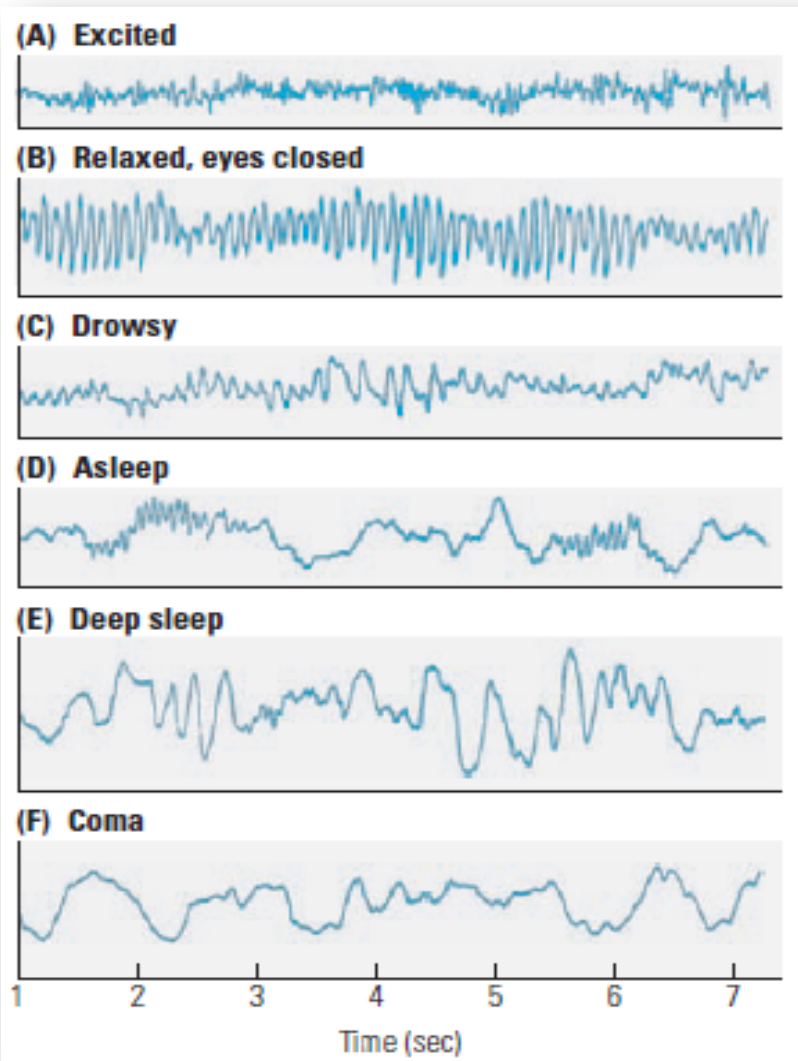 (A) Excited
(B) Relaxed, eyes closed
(C) Drowsy
(D) Asleep
(E) Deep sleep
(F) Coma
1 2 3 4 5 6 7
Time (sec)